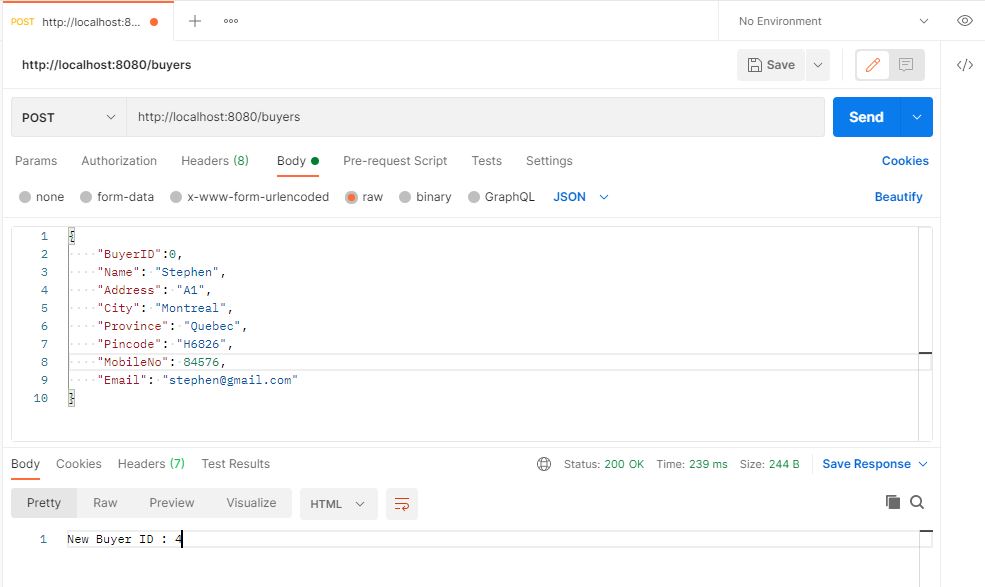 POST http://localhost:8... No Environment
http://localhost:8080/buyers Save
POST http://localhost:8080/buyers Send
Params Authorization Headers (8) Body Pre-request Script Tests Settings Cookies
none form-data x-www-form-urlencoded raw binary GraphQL JSON Beautify
1 {
2 "BuyerID":0,
3 "Name": "Stephen",
4 "Address": "A1",
5 "City": "Montreal",
6 "Province": "Quebec",
7 "Pincode": "H6826",
8 "MobileNo": 84576,
9 "Email": "stephen@gmail.com"
10 }
Body Cookies Headers (7) Test Results Status: 200 OK Time: 239 ms Size: 244 B Save Response
Pretty Raw Preview Visualize HTML
1 New Buyer ID : 4